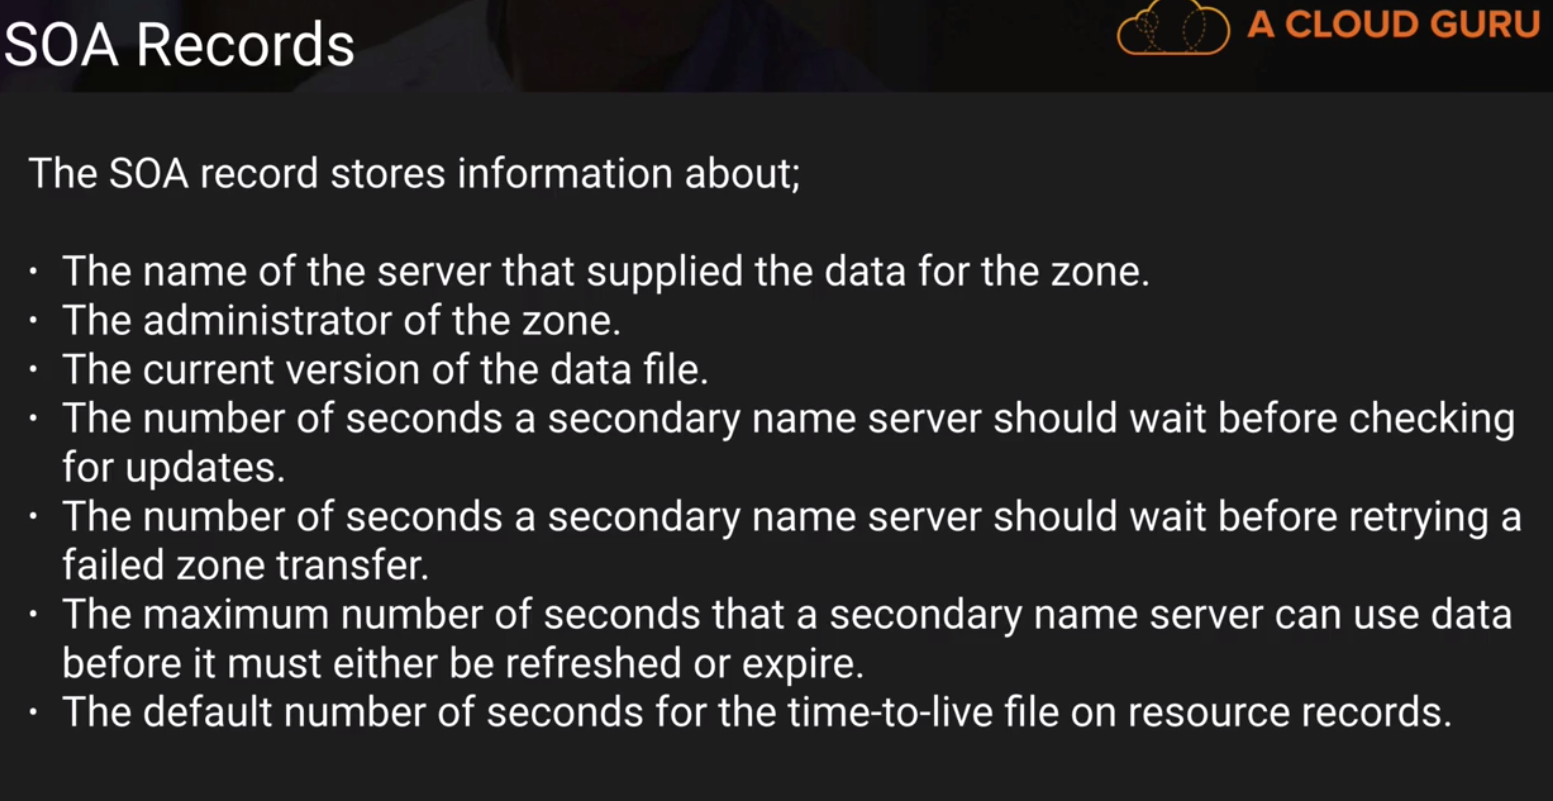 SOA Records
A CLOUD GURU
The SOA record stores information about;
· The name of the server that supplied the data for the zone.
· The administrator of the zone.
· The current version of the data file.
· The number of seconds a secondary name server should wait before checking
for updates.
· The number of seconds a secondary name server should wait before retrying a
failed zone transfer.
· The maximum number of seconds that a secondary name server can use data
before it must either be refreshed or expire.
· The default number of seconds for the time-to-live file on resource records.